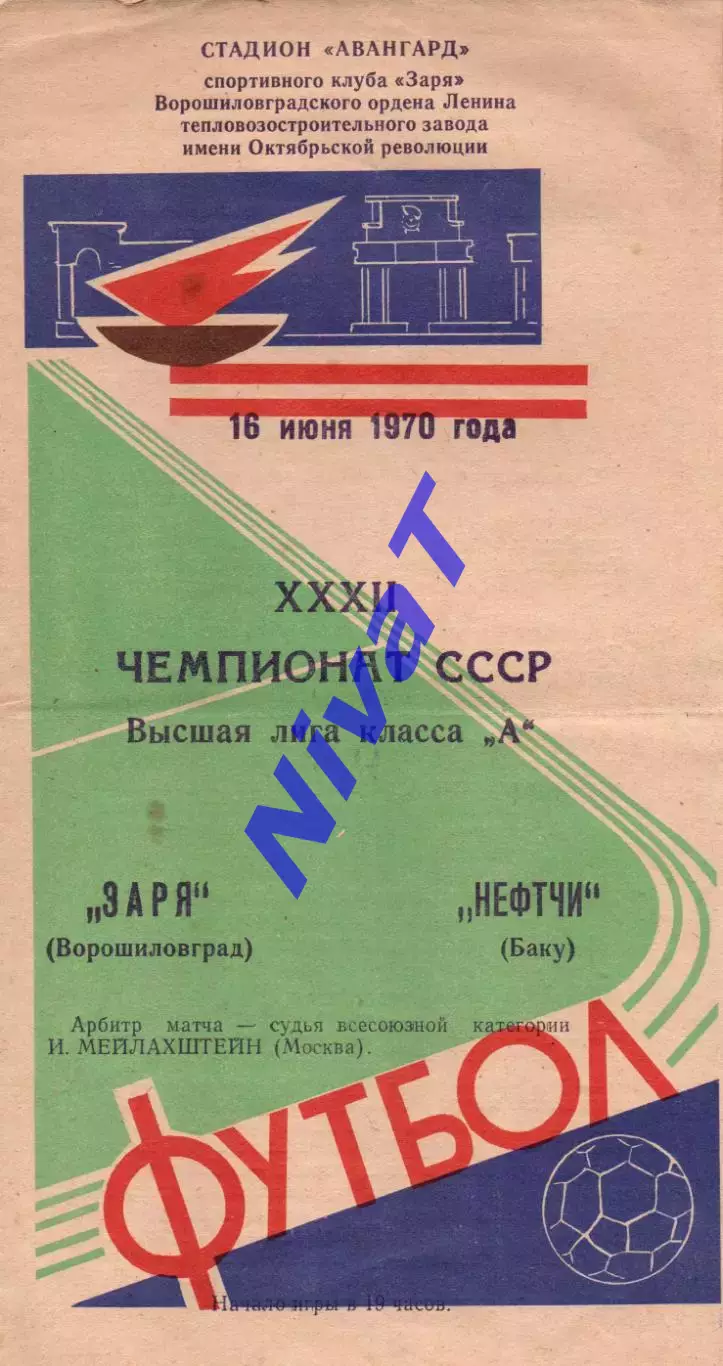 СТАДИОН «АВАНГАРД»
спортивного клуба «Заря»
Ворошиловградского ордена Ленина
тепловозостроительного завода
имени Октябрьской революции
16 июня 1970 года
XXXII
ЧЕМПИОНАТ СССР
Высшая лига класса „А“
„ЗАРЯ“
(Ворошиловград)
„НЕФТЧИ“
(Баку)
Арбитр матча — судья всесоюзной категории
И. МЕЙЛАХШТЕЙН (Москва).
ФУТБОЛ
Начало игры в 19 часов.
NivaT